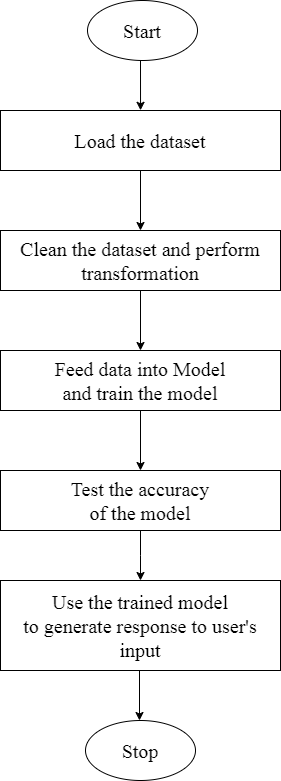 Start
Load the dataset
Clean the dataset and perform
transformation
Feed data into Model
and train the model
Test the accuracy
of the model
Use the trained model
to generate response to user's
input
Stop